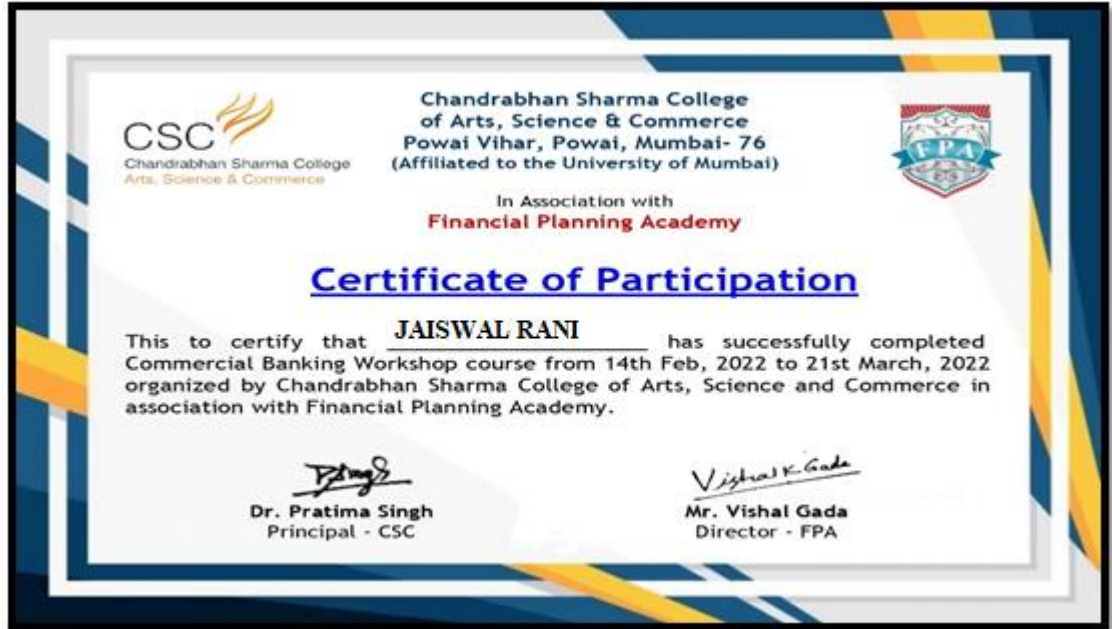 CSC
Chandrabhan Sharma College
Arts, Science & Commerce
Chandrabhan Sharma College
of Arts, Science & Commerce
Powai Vihar, Powai, Mumbai- 76
(Affiliated to the University of Mumbai)
FPA
In Association with
Financial Planning Academy
Certificate of Participation
This to certify that JAISWAL RANI has successfully completed
Commercial Banking Workshop course from 14th Feb, 2022 to 21st March, 2022
organized by Chandrabhan Sharma College of Arts, Science and Commerce in
association with Financial Planning Academy.
PSingh
Vishal K Gada
Dr. Pratima Singh
Mr. Vishal Gada
Principal - CSC
Director - FPA